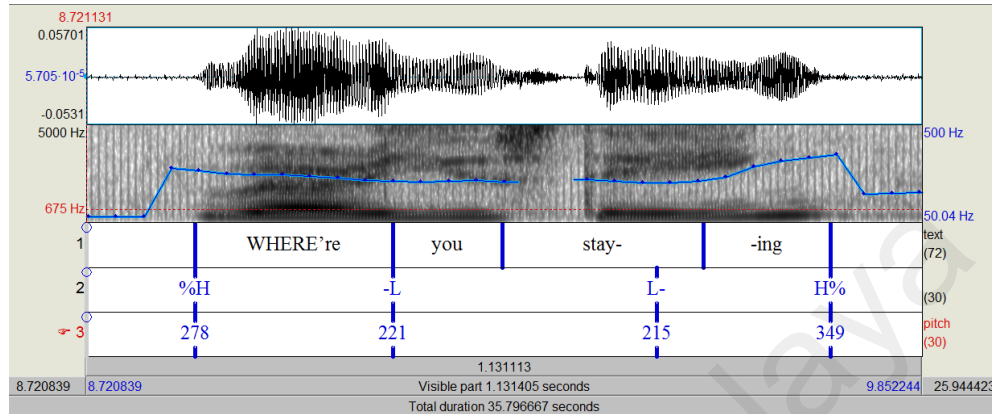 8.721131
0.05701
5.705·10-5
-0.0531
5000 Hz 500 Hz
675 Hz 50.04 Hz
1 WHERE're you stay- -ing text (72)
2 %H -L L- H% (30)
3 278 221 215 349 pitch (30)
1.131113
8.720839 8.720839 Visible part 1.131405 seconds 9.852244 25.944423
Total duration 35.796667 seconds
laya